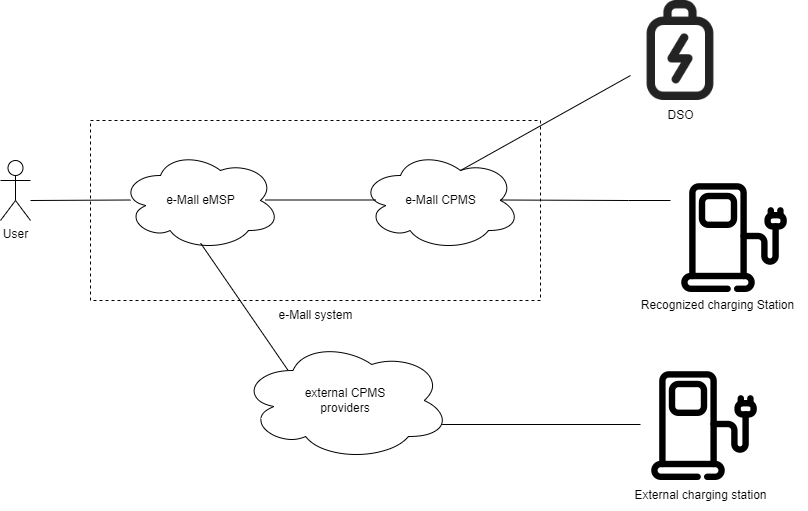 DSO
e-Mall eMSP
e-Mall CPMS
User
Recognized charging Station
e-Mall system
external CPMS
providers
External charging station